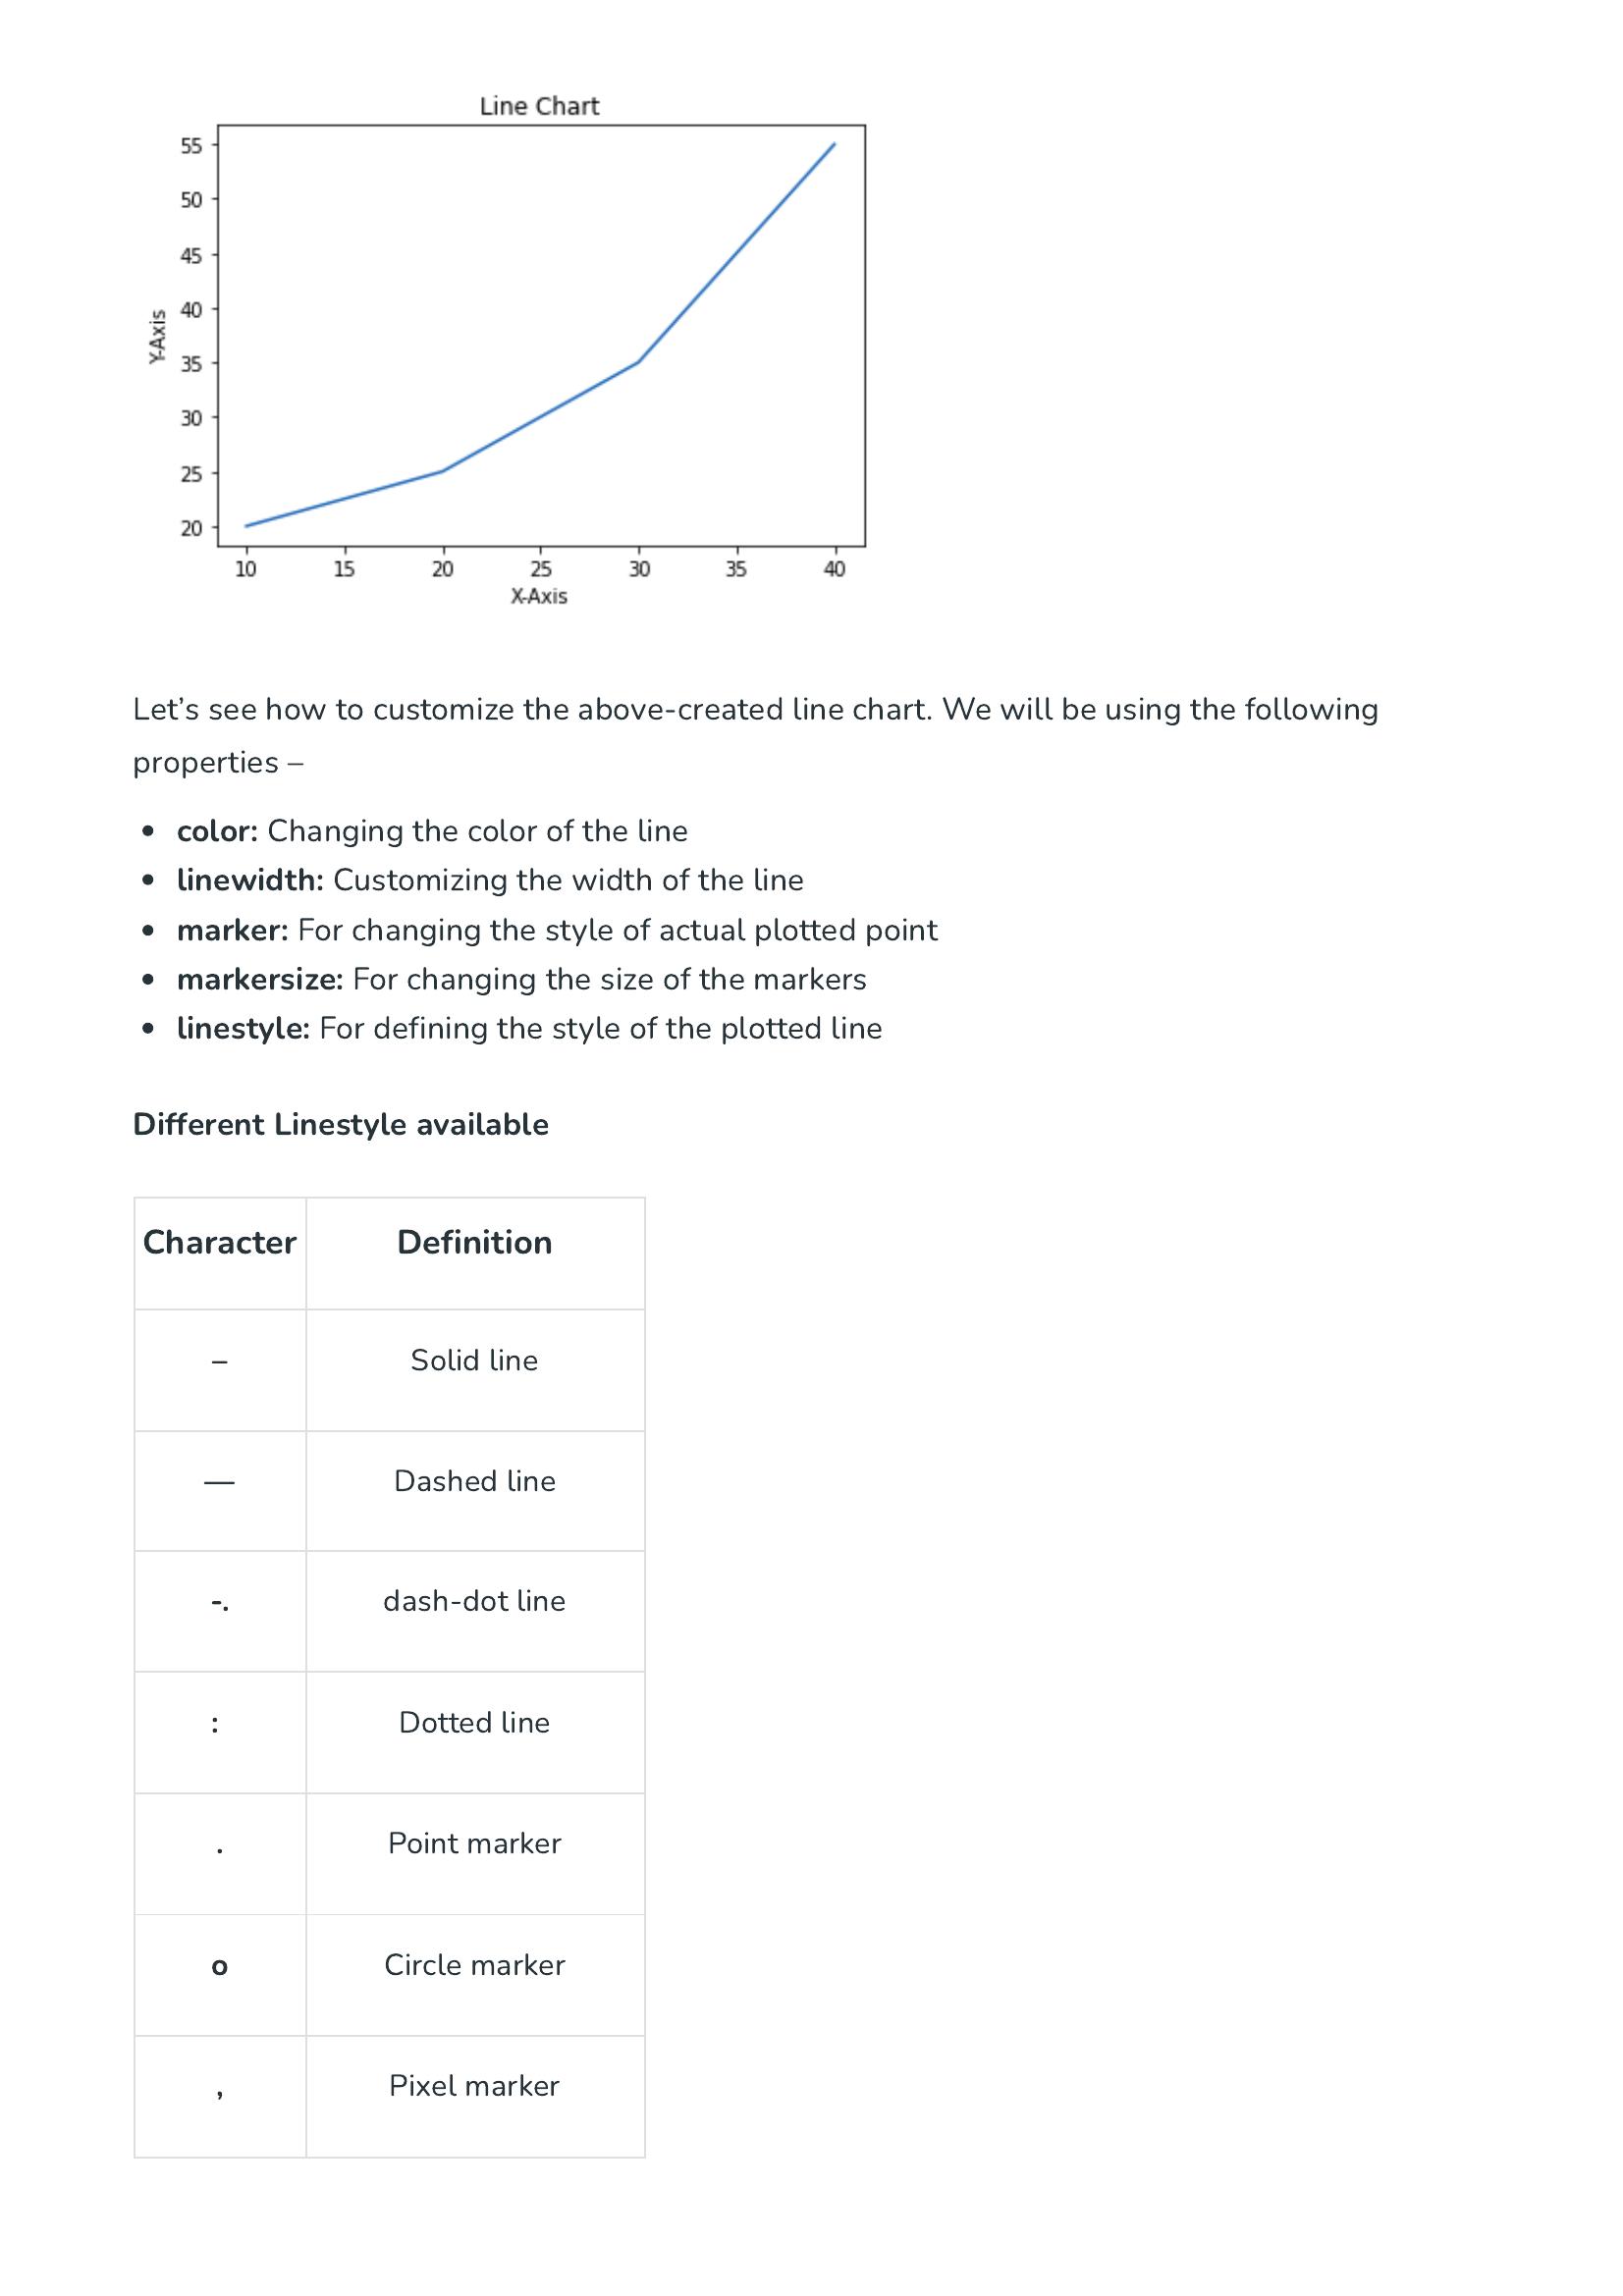 Line Chart
55
50
45
40
35
30
25
20
Y-Axis
10 15 20 25 30 35 40
X-Axis
Let’s see how to customize the above-created line chart. We will be using the following
properties –
• color: Changing the color of the line
• linewidth: Customizing the width of the line
• marker: For changing the style of actual plotted point
• markersize: For changing the size of the markers
• linestyle: For defining the style of the plotted line
Different Linestyle available
Character Definition
– Solid line
— Dashed line
-. dash-dot line
: Dotted line
. Point marker
o Circle marker
, Pixel marker